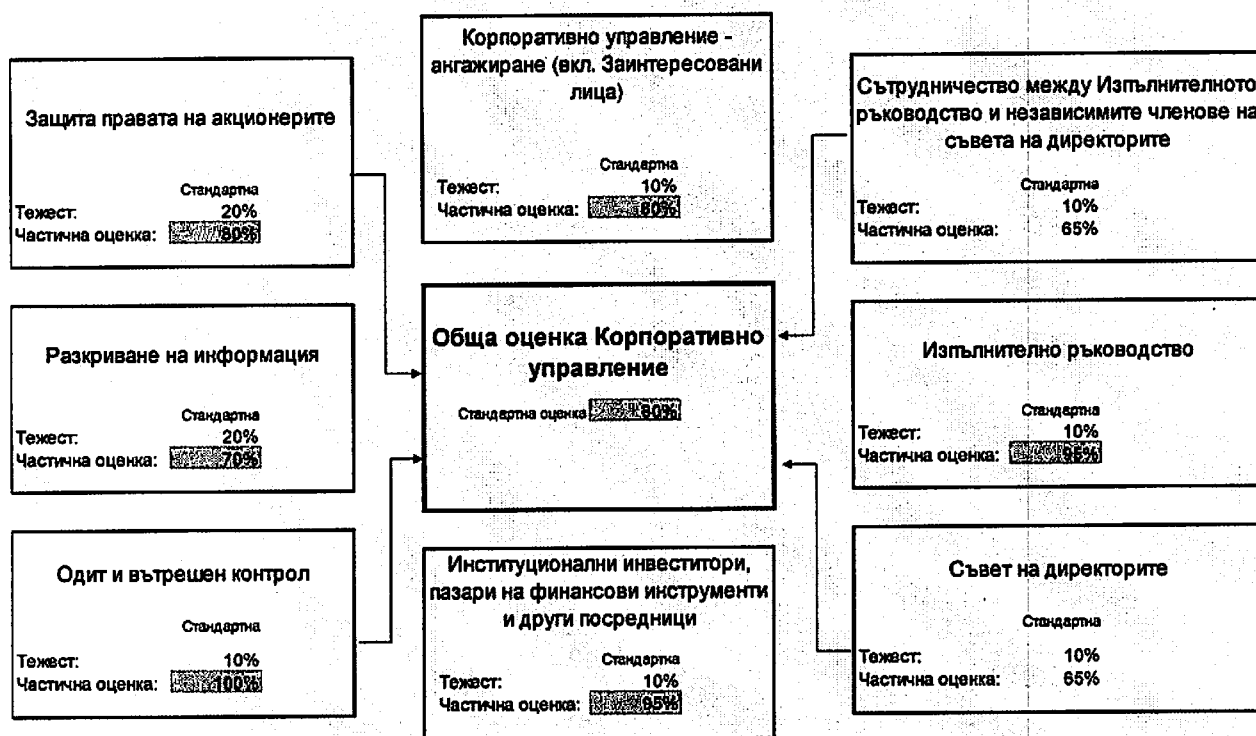 Защита правата на акционерите
Стандартна
Тежест: 20%
Частична оценка: 80%
Корпоративно управление -
ангажиране (вкл. Заинтересовани
лица)
Стандартна
Тежест: 10%
Частична оценка:
Сътрудничество между Изпълнителното
ръководство и независимите членове на
съвета на директорите
Стандартна
Тежест: 10%
Частична оценка: 65%
Разкриване на информация
Стандартна
Тежест: 20%
Частична оценка: 70%
Обща оценка Корпоративно
управление
Стандартна оценка
Изпълнително ръководство
Стандартна
Тежест: 10%
Частична оценка: 95%
Одит и вътрешен контрол
Стандартна
Тежест: 10%
Частична оценка: 100%
Институционални инвеститори,
пазари на финансови инструменти
и други посредници
Стандартна
Тежест: 10%
Частична оценка: 95%
Съвет на директорите
Стандартна
Тежест: 10%
Частична оценка: 65%